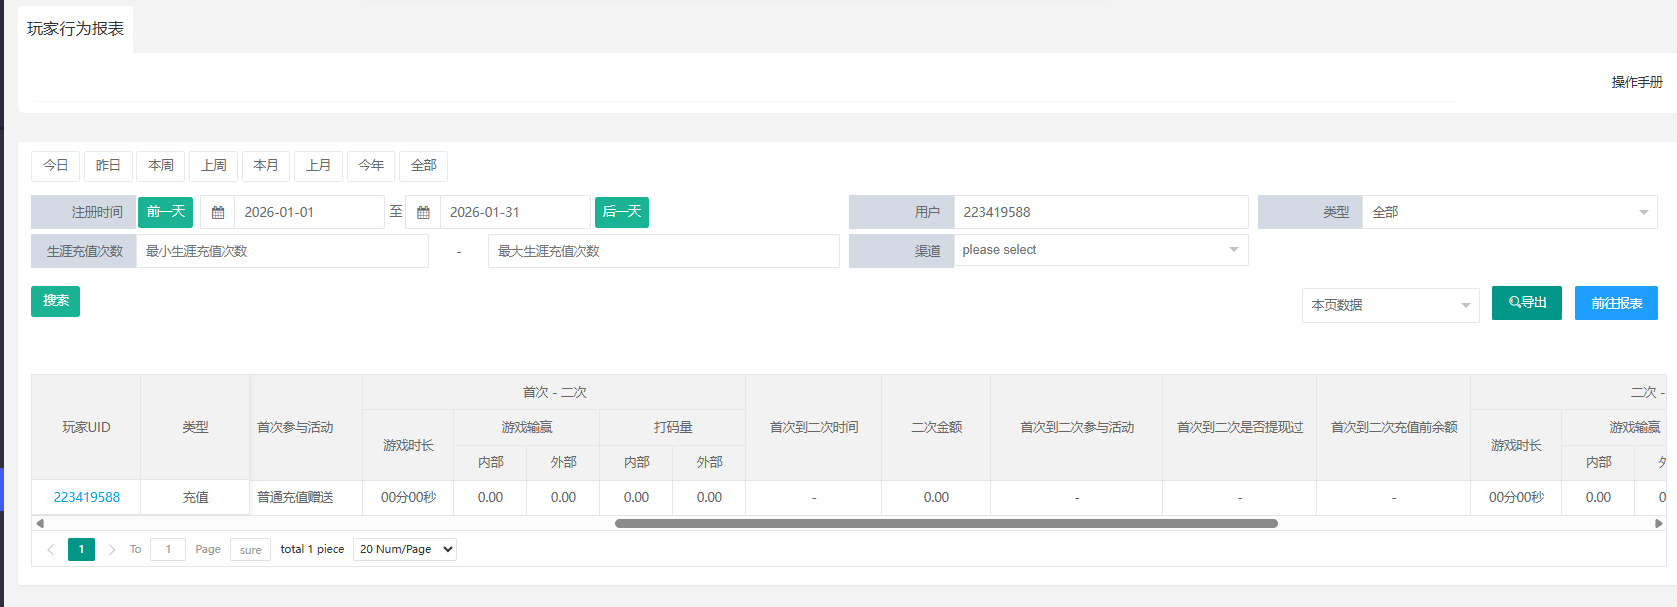 玩家行为报表
操作手册
今日 昨日 本周 上周 本月 上月 今年 全部
注册时间 前一天 2026-01-01 至 2026-01-31 后一天 用户 223419588 类型 全部
生涯充值次数 最小生涯充值次数 - 最大生涯充值次数 渠道 please select
搜索 本页数据 导出 前往报表
首次 - 二次 二次 -
玩家UID 类型 首次参与活动 游戏输赢 打码量 首次到二次时间 二次金额 首次到二次参与活动 首次到二次是否提现过 首次到二次充值前余额 游戏输赢
游戏时长 游戏时长
内部 外部 内部 外部 内部
223419588 充值 普通充值赠送 00分00秒 0.00 0.00 0.00 0.00 - 0.00 - - - 00分00秒 0.00 0
1 To 1 Page sure total 1 piece 20 Num/Page